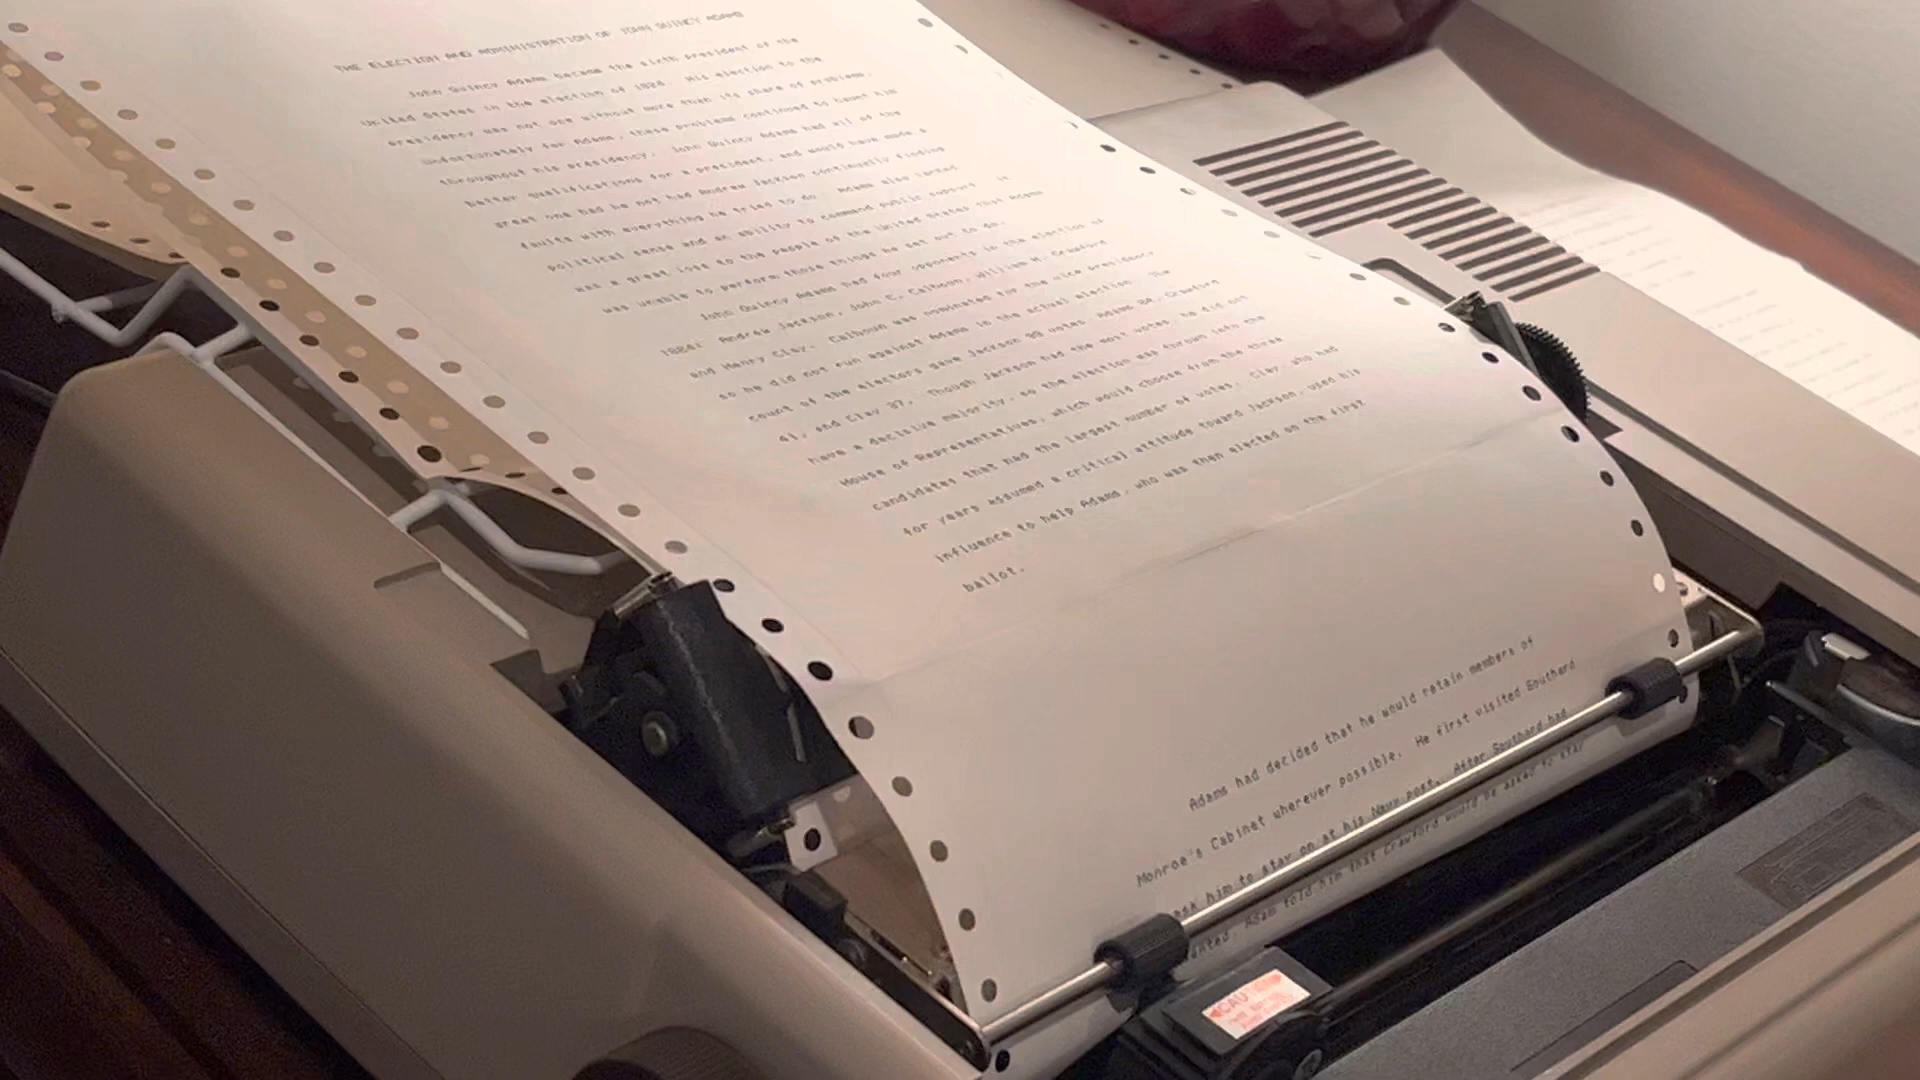 THE ELECTION AND ADMINISTRATION OF JOHN QUINCY ADAMS
John Quincy Adams became the sixth president of the
United States in the election of 1824. His election to the
presidency was not one without more than its share of problems.
Unfortunately for Adams, these problems continued to haunt him
throughout his presidency. John Quincy Adams had all of the
better qualifications for a president, and would have made a
great one had he not had Andrew Jackson continually finding
faults with everything he tried to do. Adams also lacked
political sense and an ability to command public support. It
was a great loss to the people of the United States that Adams
was unable to perform those things he set out to do.
John Quincy Adams had four opponents in the election of
1824: Andrew Jackson, John C. Calhoun, William H. Crawford
and Henry Clay. Calhoun was nominated for the vice presidency
so he did not run against Adams in the actual election. The
count of the electors gave Jackson 99 votes, Adams 84, Crawford
41, and Clay 37. Though Jackson had the most votes, he did not
have a decisive majority, so the election was thrown into the
House of Representatives, which would choose from the three
candidates that had the largest number of votes. Clay, who had
for years assumed a critical attitude toward Jackson, used his
influence to help Adams, who was then elected on the first
ballot.
Adams had decided that he would retain members of
Monroe's Cabinet wherever possible. He first visited Southard
ask him to stay on at his Navy post. After Southard had
Adam told him that Crawford would be asked to stay
CAUTION